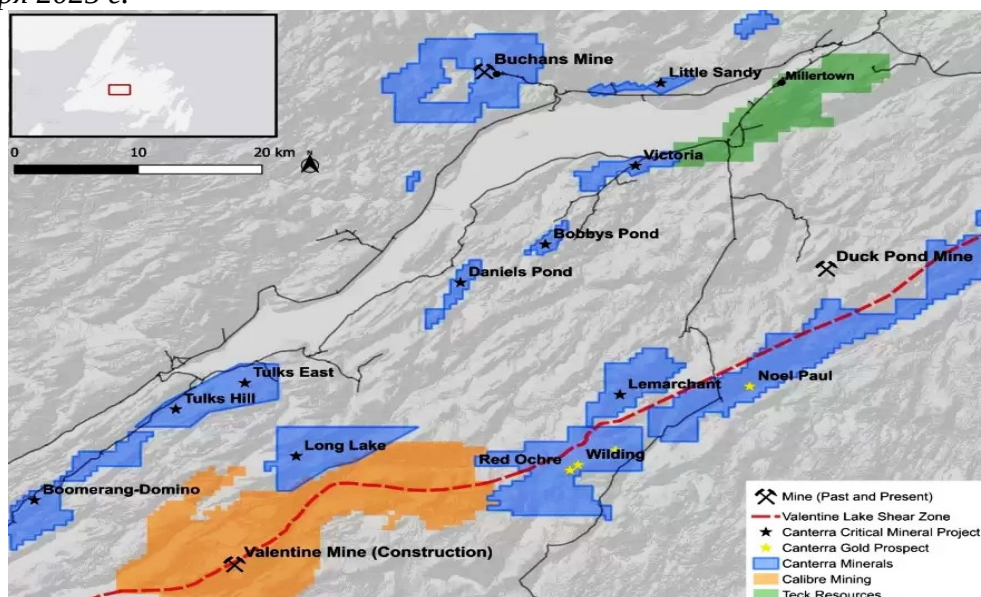 ря 2023 г.
Buchans Mine
Little Sandy
Millertown
0 10 20 km
N
Victoria
Bobbys Pond
Duck Pond Mine
Daniels Pond
Tulks East
Tulks Hill
Lemarchant
Noel Paul
Long Lake
Red Ochre
Wilding
Boomerang-Domino
Valentine Mine (Construction)
Mine (Past and Present)
Valentine Lake Shear Zone
Canterra Critical Mineral Project
Canterra Gold Prospect
Canterra Minerals
Calibre Mining
Teck Resources